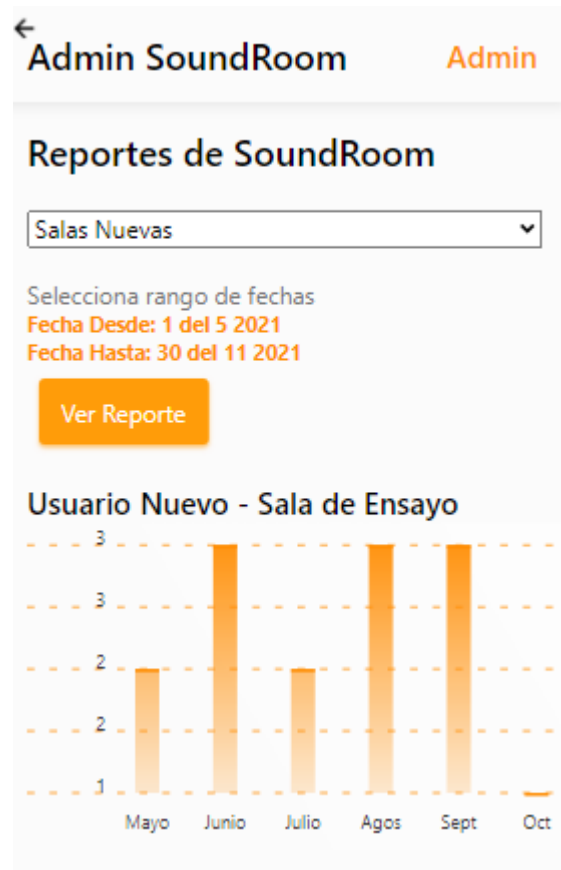 Admin SoundRoom Admin
Reportes de SoundRoom
Salas Nuevas
Selecciona rango de fechas
Fecha Desde: 1 del 5 2021
Fecha Hasta: 30 del 11 2021
Ver Reporte
Usuario Nuevo - Sala de Ensayo
3
3
2
2
1
Mayo Junio Julio Agos Sept Oct